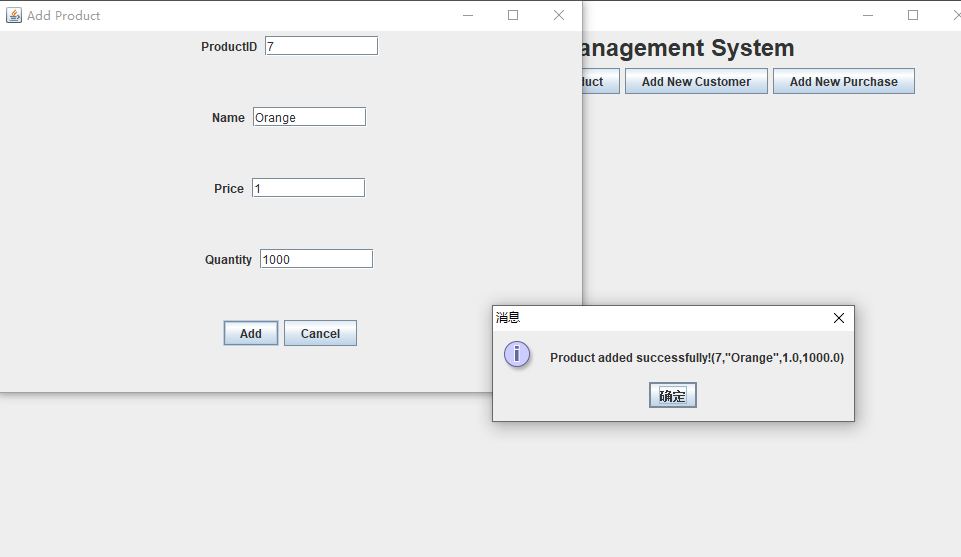 Add Product
ProductID 7
Name Orange
Price 1
Quantity 1000
Add Cancel
anagement System
duct Add New Customer Add New Purchase
消息
Product added successfully!(7,"Orange",1.0,1000.0)
确定